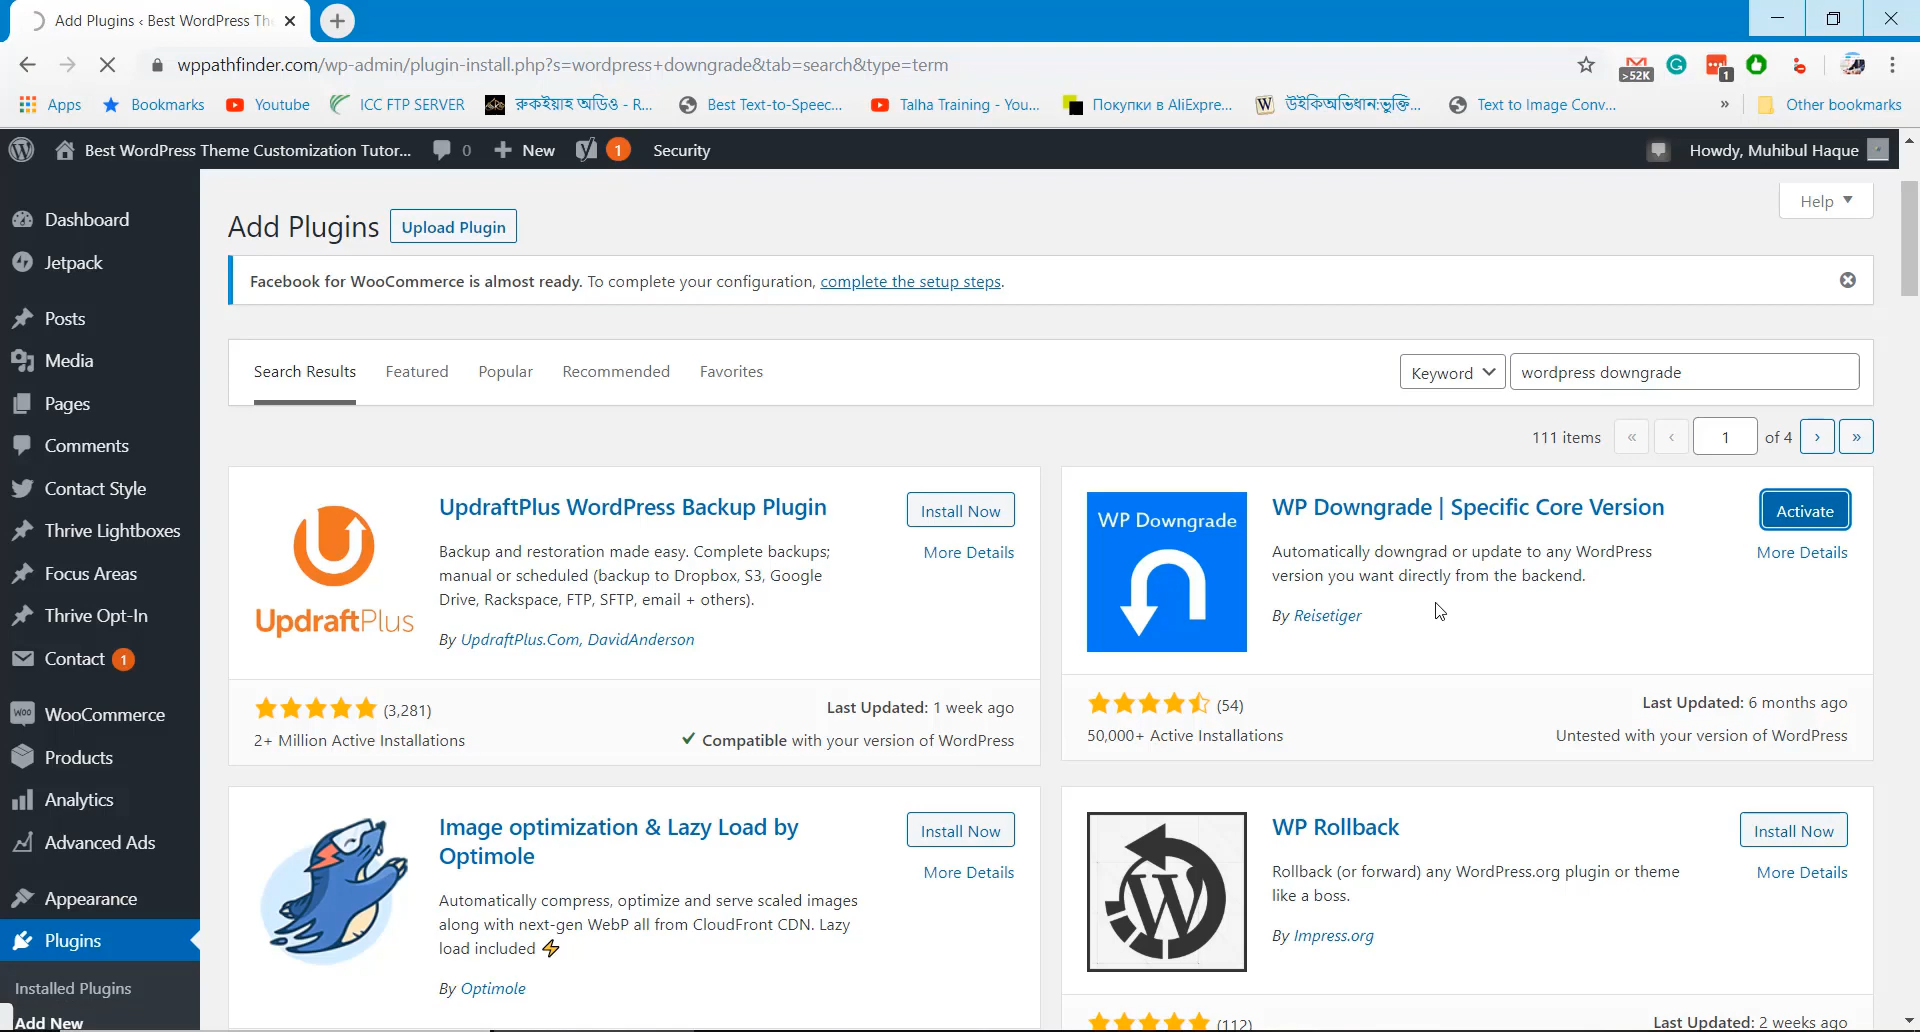 Add Plugins ‹ Best WordPress Th
wppathfinder.com/wp-admin/plugin-install.php?s=wordpress+downgrade&tab=search&type=term
>52K
1
Apps
Bookmarks
Youtube
ICC FTP SERVER
রুকইয়াহ অডিও - R...
Best Text-to-Speec...
Talha Training - You...
Покупки в AliExpre...
উইকিঅভিধান:ভুক্তি...
Text to Image Conv...
»
Other bookmarks
Best WordPress Theme Customization Tutor...
0
New
1
Security
Howdy, Muhibul Haque
Dashboard
Jetpack
Posts
Media
Pages
Comments
Contact Style
Thrive Lightboxes
Focus Areas
Thrive Opt-In
Contact 1
WooCommerce
Products
Analytics
Advanced Ads
Appearance
Plugins
Installed Plugins
Add New
Help
Add Plugins
Upload Plugin
Facebook for WooCommerce is almost ready. To complete your configuration, complete the setup steps.
Search Results
Featured
Popular
Recommended
Favorites
Keyword
wordpress downgrade
111 items « ‹ 1 of 4 › »
UpdraftPlus
UpdraftPlus WordPress Backup Plugin
Install Now
More Details
Backup and restoration made easy. Complete backups;
manual or scheduled (backup to Dropbox, S3, Google
Drive, Rackspace, FTP, SFTP, email + others).
By UpdraftPlus.Com, DavidAnderson
(3,281)
Last Updated: 1 week ago
2+ Million Active Installations
Compatible with your version of WordPress
WP Downgrade
WP Downgrade | Specific Core Version
Activate
More Details
Automatically downgrad or update to any WordPress
version you want directly from the backend.
By Reisetiger
(54)
Last Updated: 6 months ago
50,000+ Active Installations
Untested with your version of WordPress
Image optimization & Lazy Load by
Optimole
Install Now
More Details
Automatically compress, optimize and serve scaled images
along with next-gen WebP all from CloudFront CDN. Lazy
load included
By Optimole
WP Rollback
Install Now
More Details
Rollback (or forward) any WordPress.org plugin or theme
like a boss.
By Impress.org
(112)
Last Updated: 2 weeks ago